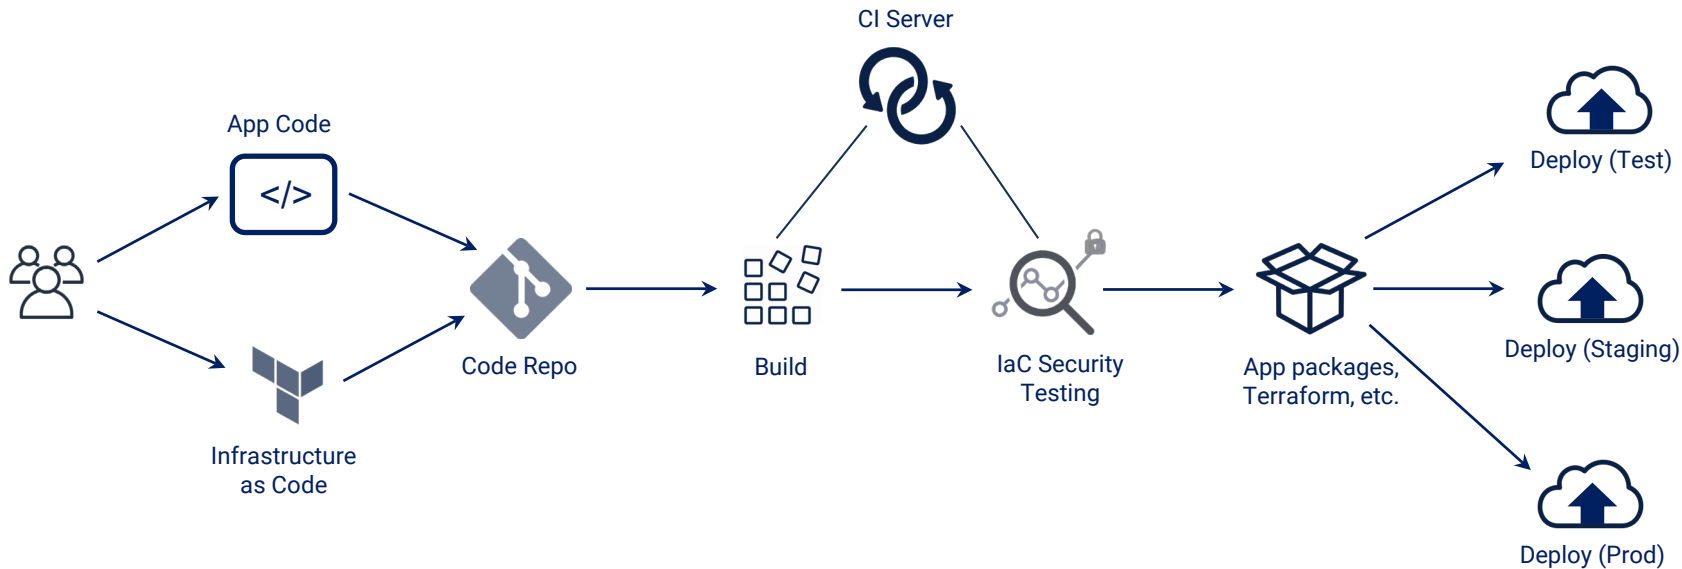 CI Server
App Code
</>
Code Repo
Infrastructure
as Code
Build
IaC Security
Testing
App packages,
Terraform, etc.
Deploy (Test)
Deploy (Staging)
Deploy (Prod)